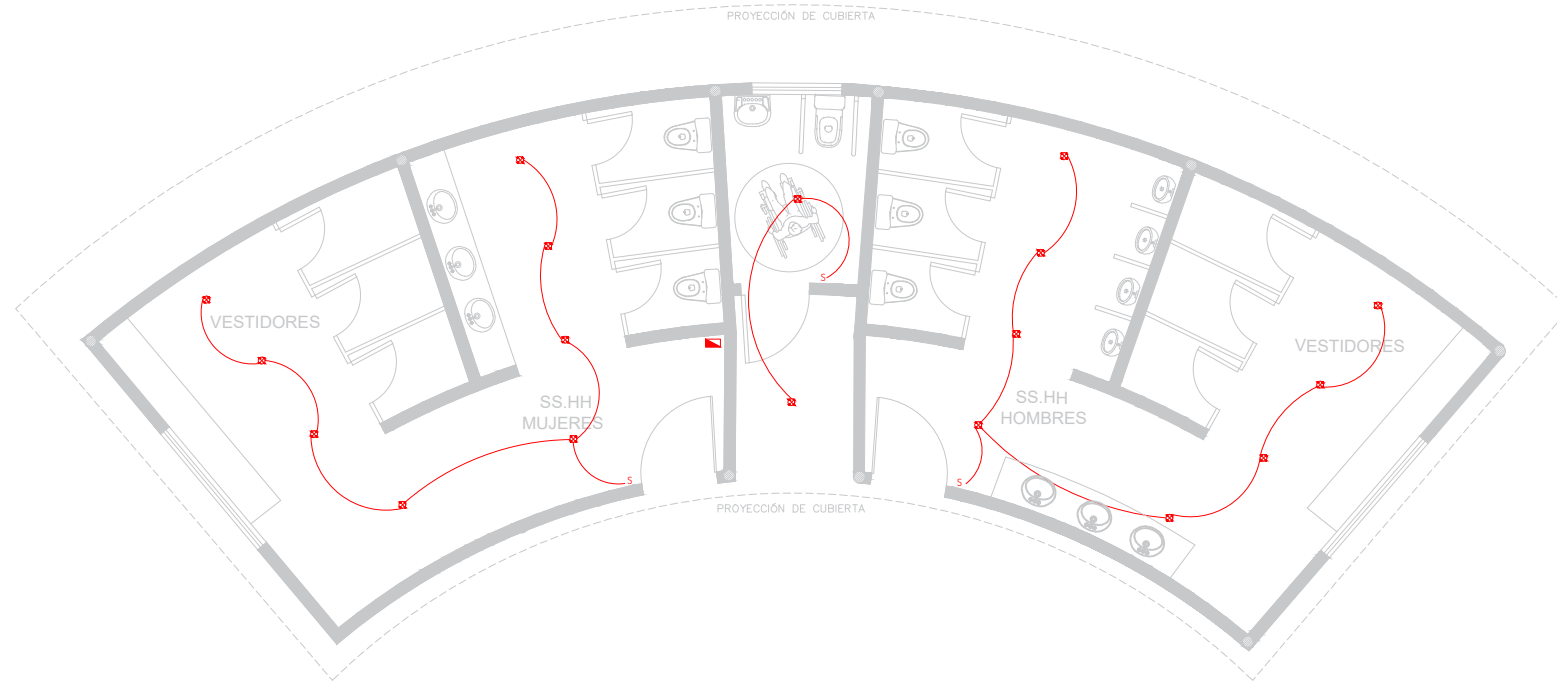 PROYECCIÓN DE CUBIERTA
VESTIDORES
SS.HH
MUJERES
S
S
S
SS.HH
HOMBRES
VESTIDORES
PROYECCIÓN DE CUBIERTA